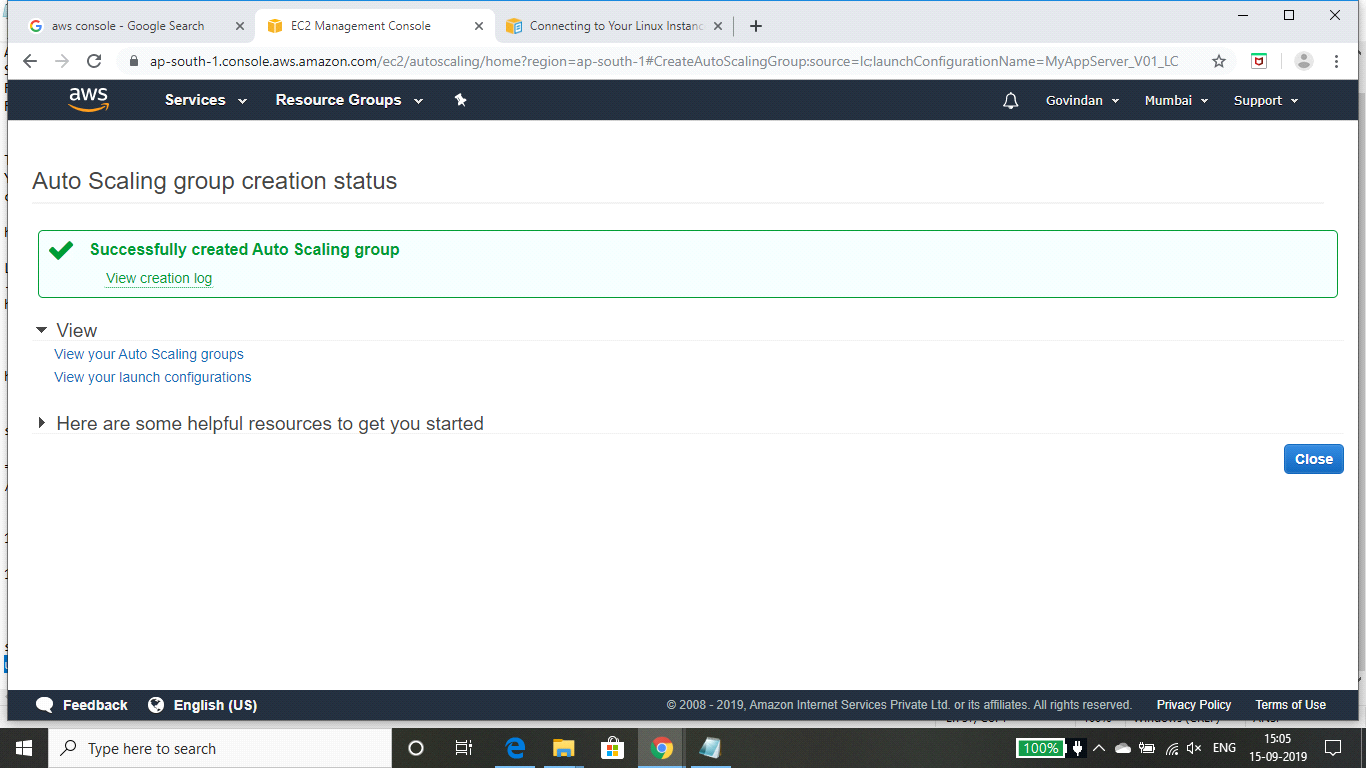 aws console - Google Search
EC2 Management Console
Connecting to Your Linux Instanc
ap-south-1.console.aws.amazon.com/ec2/autoscaling/home?region=ap-south-1#CreateAutoScalingGroup:source=lc;launchConfigurationName=MyAppServer_V01_LC
aws Services Resource Groups Govindan Mumbai Support
Auto Scaling group creation status
Successfully created Auto Scaling group
View creation log
View
View your Auto Scaling groups
View your launch configurations
Here are some helpful resources to get you started
Close
Feedback English (US) © 2008 - 2019, Amazon Internet Services Private Ltd. or its affiliates. All rights reserved. Privacy Policy Terms of Use
Type here to search
100%
ENG
15:05
15-09-2019